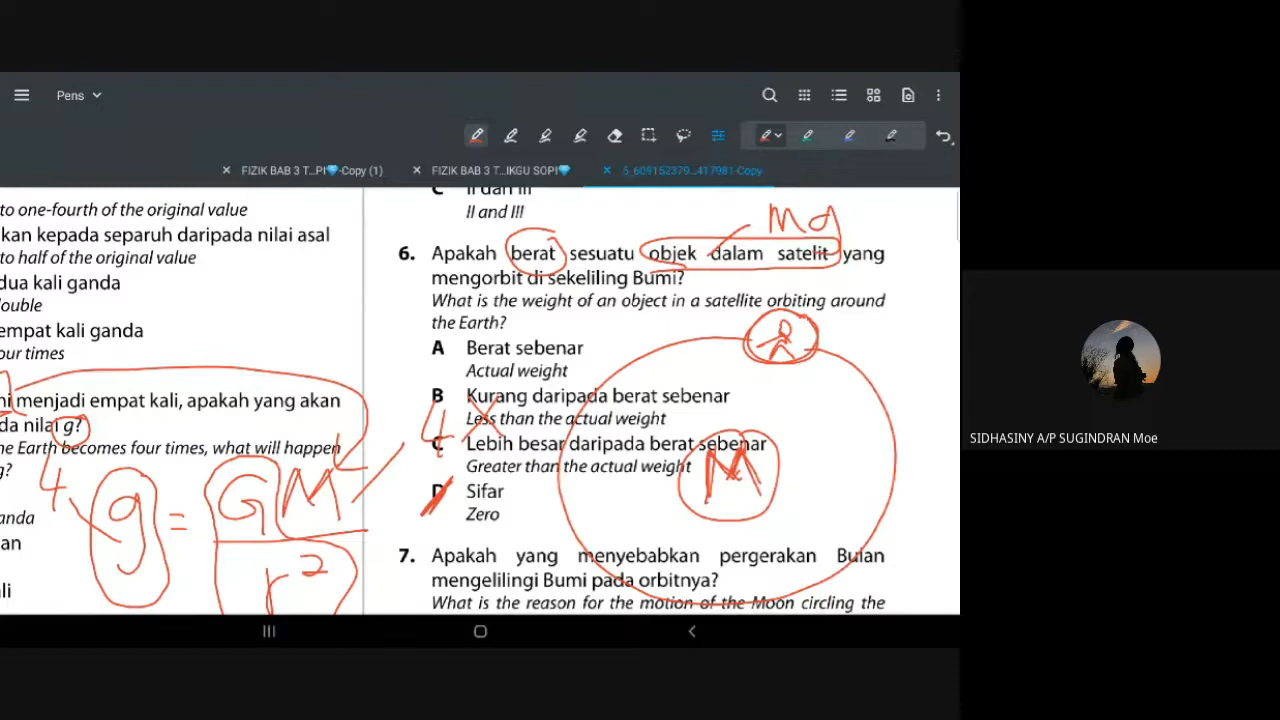 Pens
FIZIK BAB 3 T...PI💎-Copy (1)
FIZIK BAB 3 T...IKGU SOPI💎
5_609152379...417981-Copy
to one-fourth of the original value
kan kepada separuh daripada nilai asal
to half of the original value
dua kali ganda
louble
empat kali ganda
our times
ni menjadi empat kali, apakah yang akan
da nilai g?
he Earth becomes four times, what will happen
g?
anda
an
li
4
g = GM
r²
4 X
C II dan III
II and III
Mg
6. Apakah berat sesuatu objek dalam satelit yang
mengorbit di sekeliling Bumi?
What is the weight of an object in a satellite orbiting around
the Earth?
A Berat sebenar
Actual weight
B Kurang daripada berat sebenar
Less than the actual weight
C Lebih besar daripada berat sebenar
Greater than the actual weight
D Sifar
Zero
M
7. Apakah yang menyebabkan pergerakan Bulan
mengelilingi Bumi pada orbitnya?
What is the reason for the motion of the Moon circling the
SIDHASINY A/P SUGINDRAN Moe